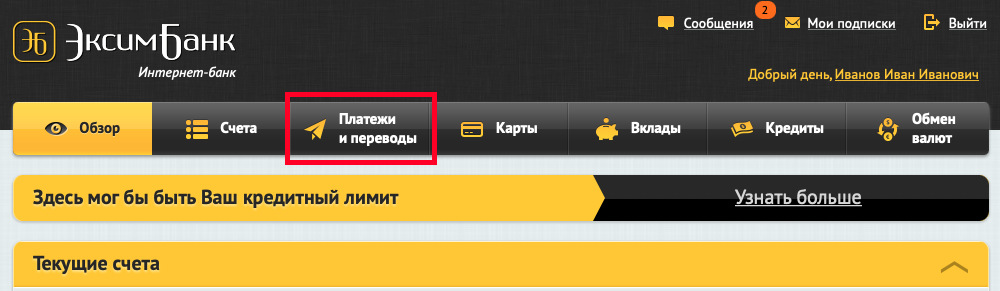 2
Сообщения
Мои подписки
Выйти
ЭБ ЭксимБанк
Интернет-банк
Добрый день, Иванов Иван Иванович
Обзор
Счета
Платежи
и переводы
Карты
Вклады
Кредиты
Обмен
валют
Здесь мог бы быть Ваш кредитный лимит
Узнать больше
Текущие счета